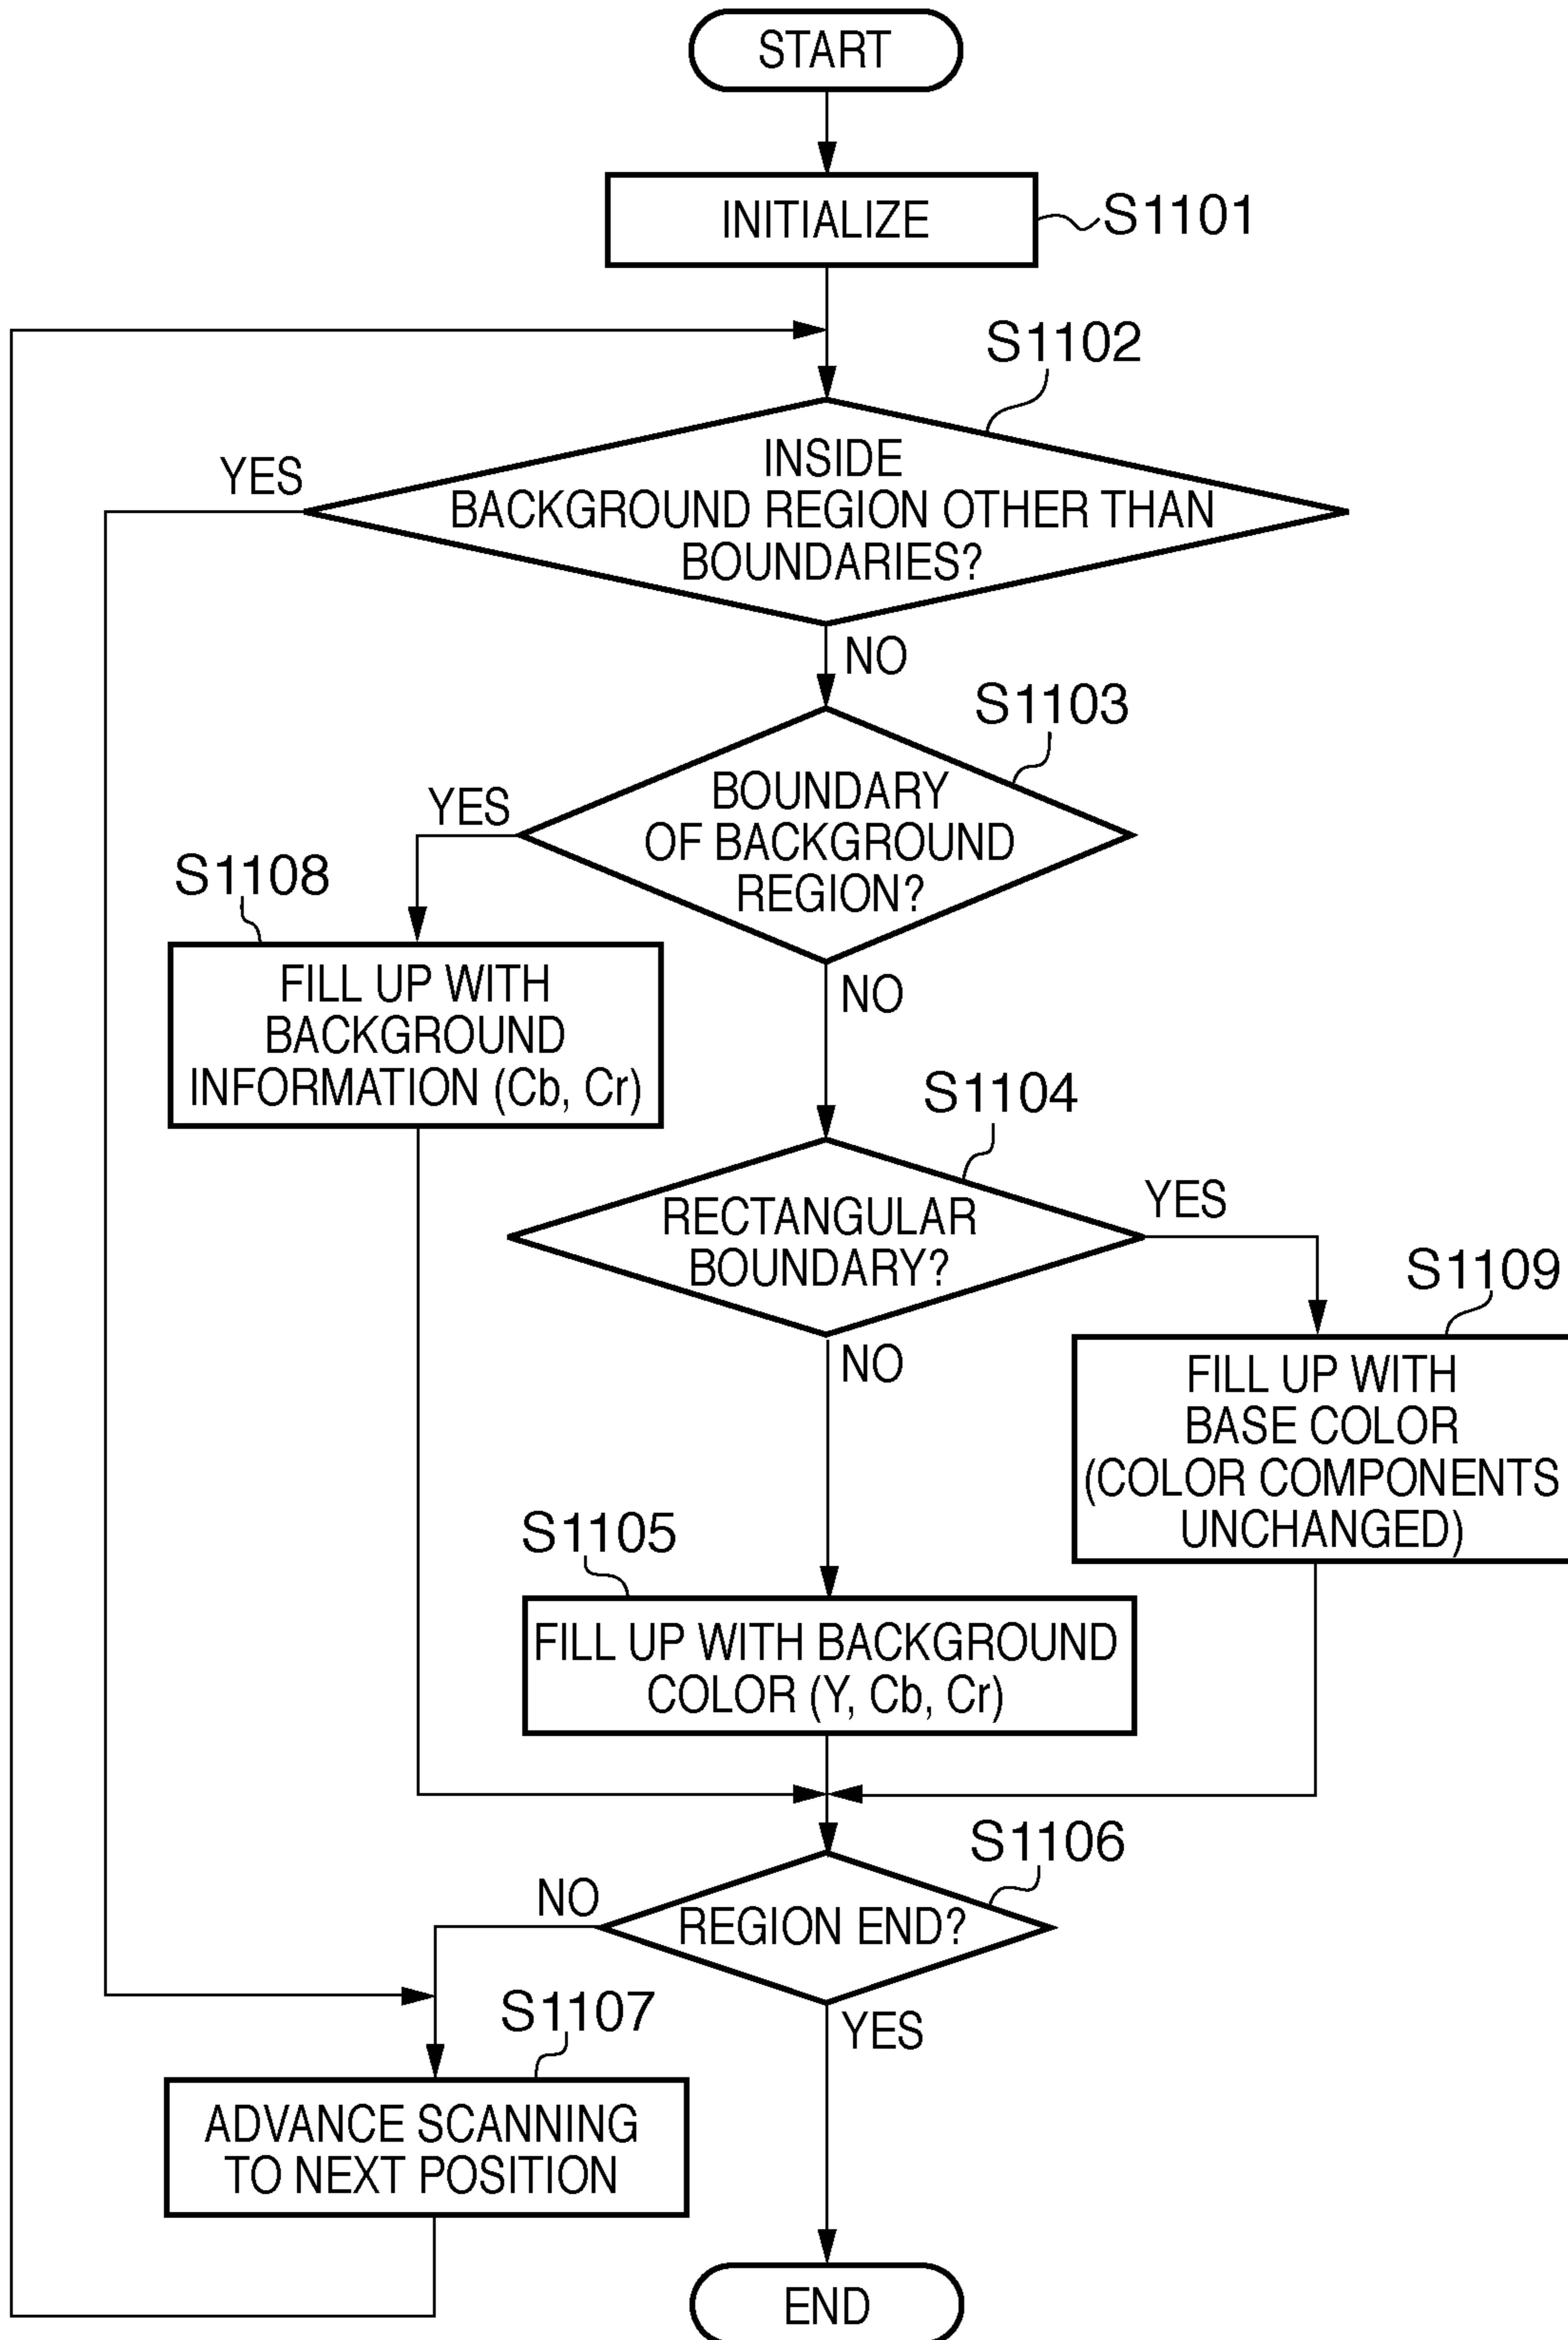 START
INITIALIZE
S1101
S1102
INSIDE
BACKGROUND REGION OTHER THAN
BOUNDARIES?
YES
NO
S1103
BOUNDARY
OF BACKGROUND
REGION?
YES
NO
S1108
FILL UP WITH
BACKGROUND
INFORMATION (Cb, Cr)
S1104
RECTANGULAR
BOUNDARY?
YES
NO
S1109
FILL UP WITH
BASE COLOR
(COLOR COMPONENTS
UNCHANGED)
S1105
FILL UP WITH BACKGROUND
COLOR (Y, Cb, Cr)
S1106
REGION END?
NO
YES
S1107
ADVANCE SCANNING
TO NEXT POSITION
END